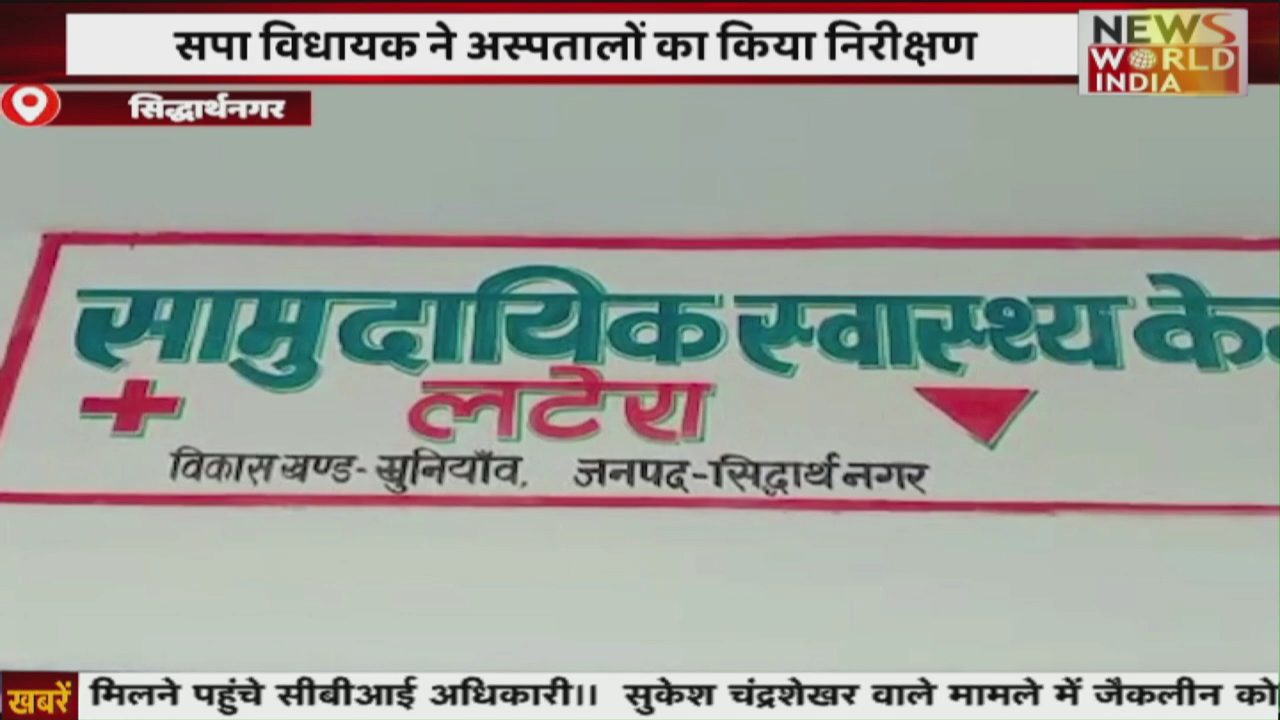 सपा विधायक ने अस्पतालों का किया निरीक्षण
NEWS
WORLD
INDIA
सिद्धार्थनगर
सामुदायिक स्वास्थ्य
लटेरा
विकास खण्ड- खुनियाँव, जनपद-सिद्धार्थ नगर
खबरें मिलने पहुंचे सीबीआई अधिकारी।। सुकेश चंद्रशेखर वाले मामले में जैकलीन को